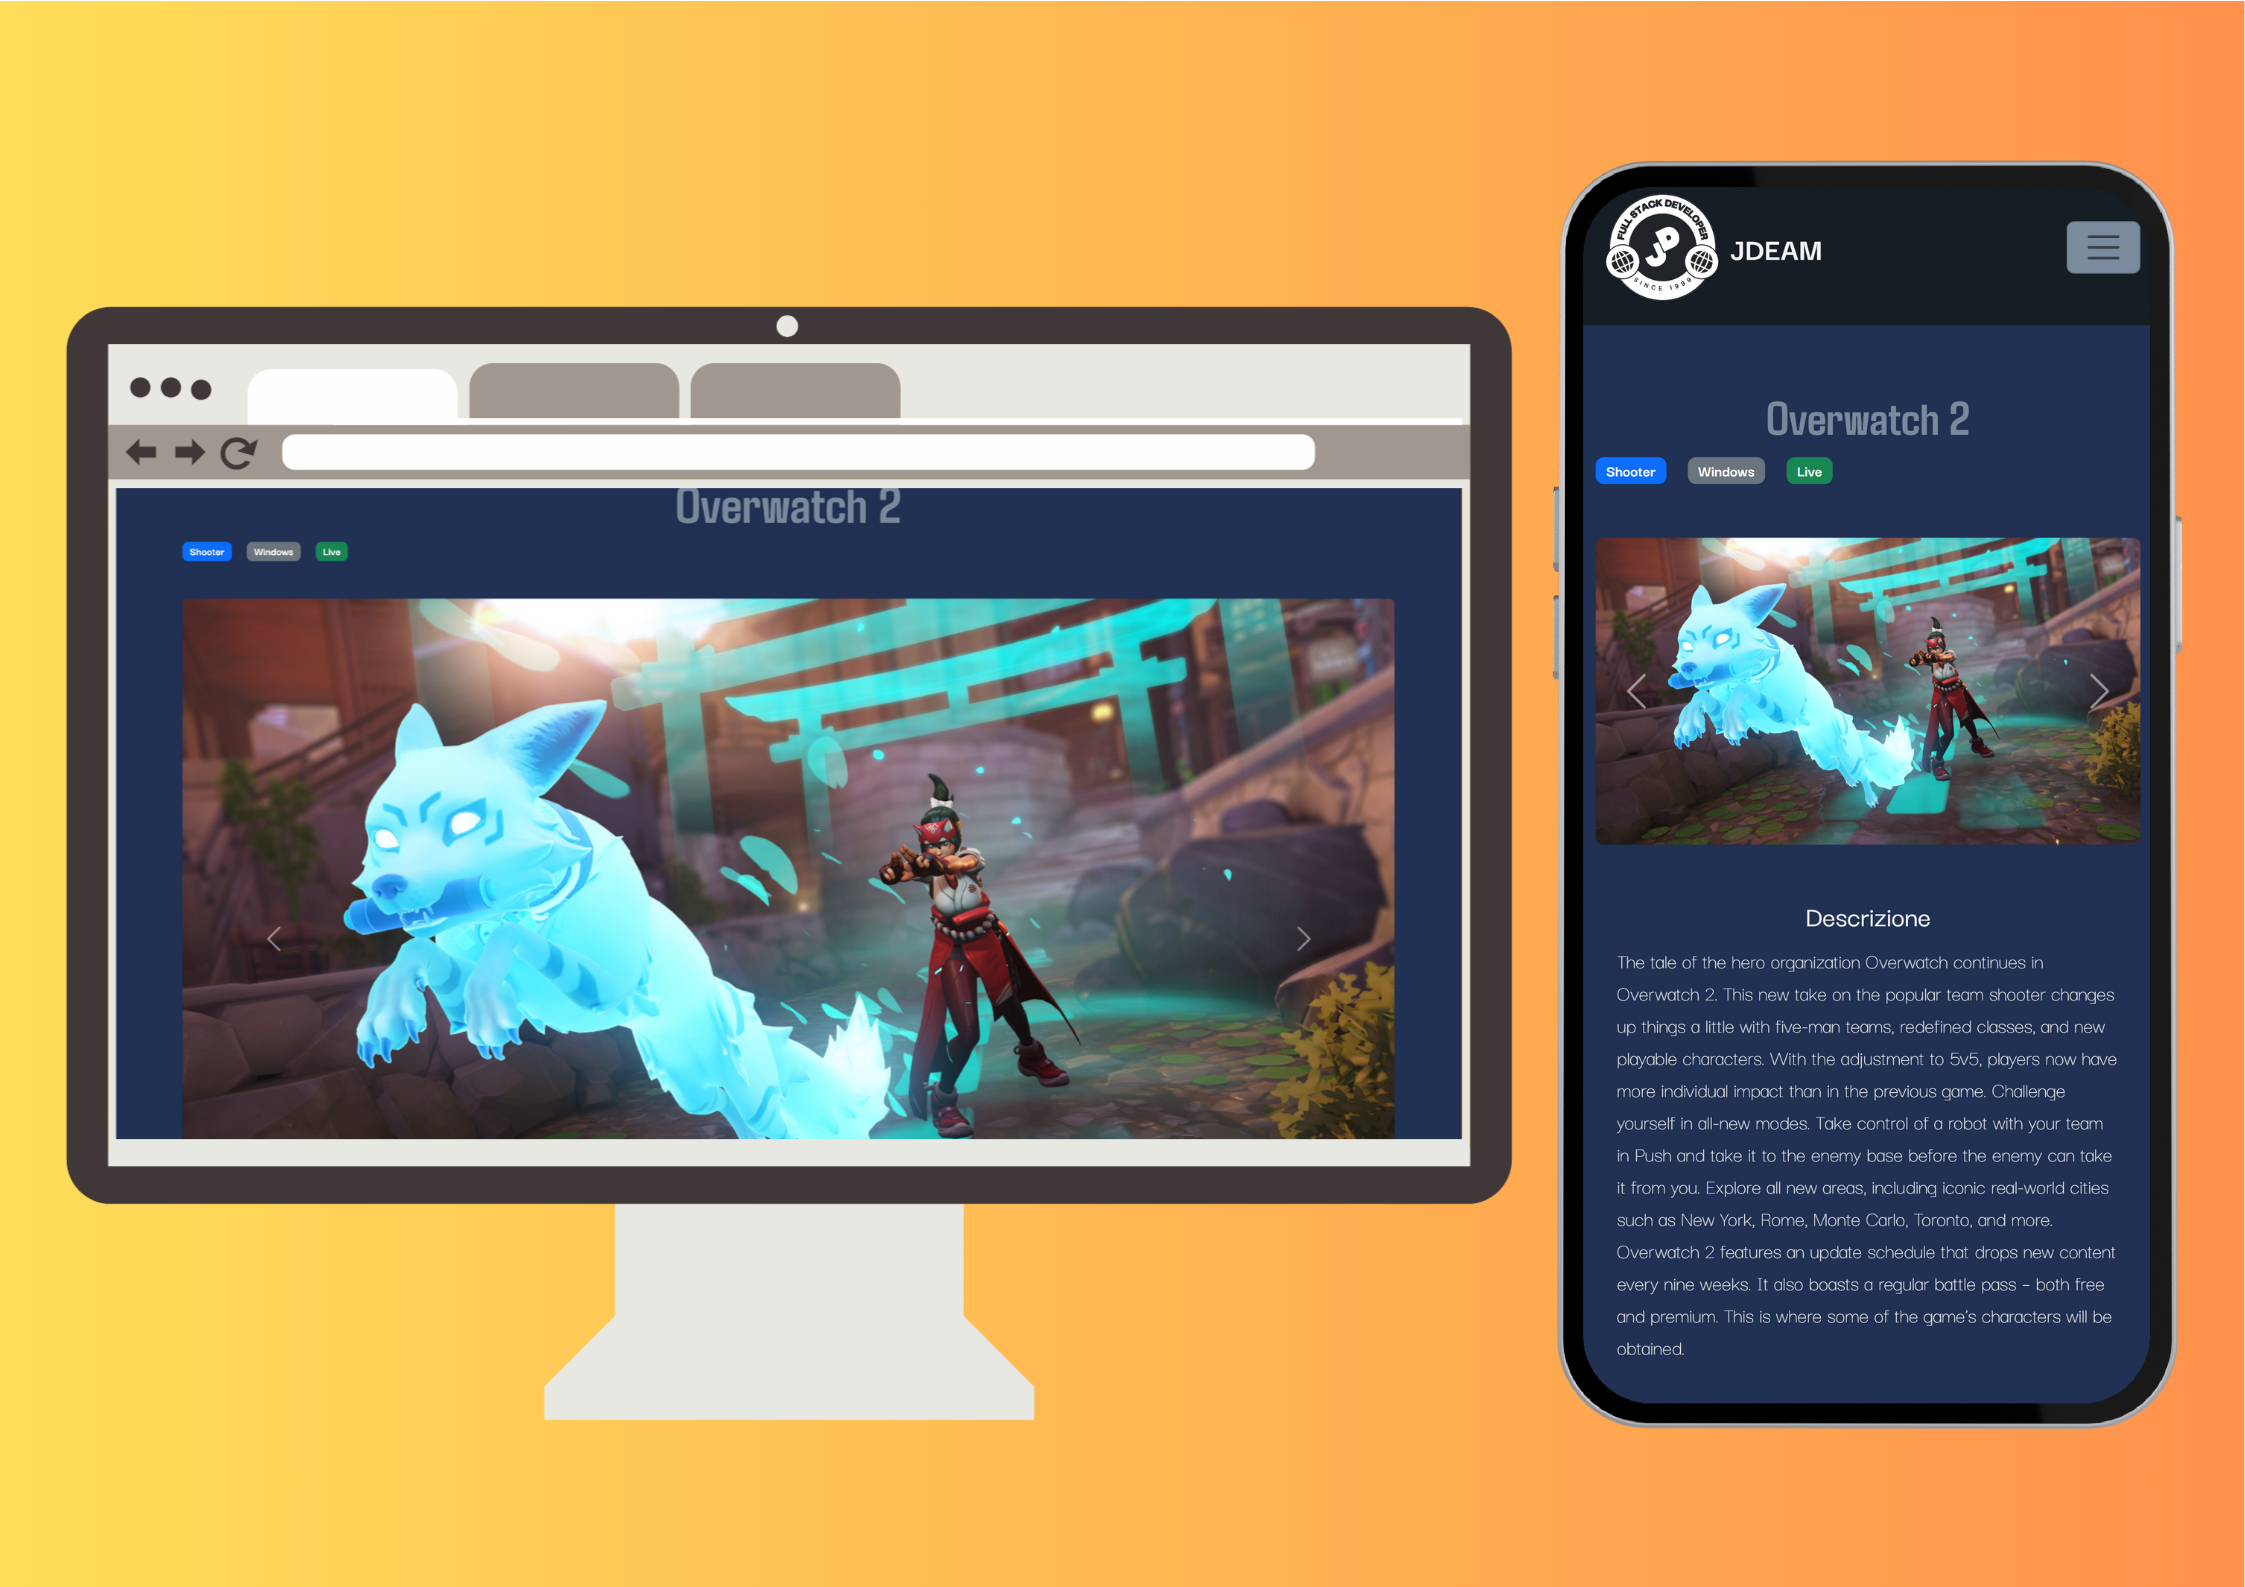 Overwatch 2
Shooter Windows Live
FULL STACK DEVELOPER
JD
SINCE 1999
JDEAM
Overwatch 2
Shooter Windows Live
Descrizione
The tale of the hero organization Overwatch continues in
Overwatch 2. This new take on the popular team shooter changes
up things a little with five-man teams, redefined classes, and new
playable characters. With the adjustment to 5v5, players now have
more individual impact than in the previous game. Challenge
yourself in all-new modes. Take control of a robot with your team
in Push and take it to the enemy base before the enemy can take
it from you. Explore all new areas, including iconic real-world cities
such as New York, Rome, Monte Carlo, Toronto, and more.
Overwatch 2 features an update schedule that drops new content
every nine weeks. It also boasts a regular battle pass – both free
and premium. This is where some of the game's characters will be
obtained.